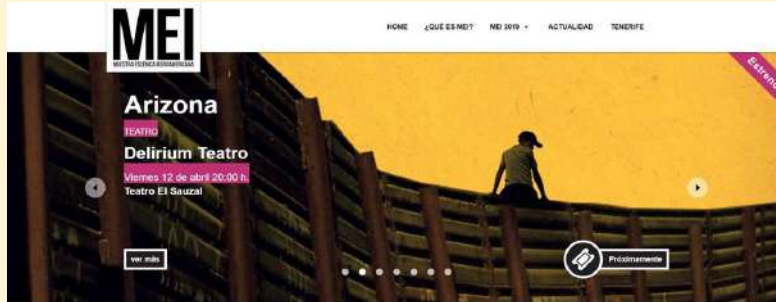 MEI
MUESTRA ESCÉNICA IBEROAMERICANA
HOME ¿QUÉ ES MEI? MEI 2019 ACTUALIDAD TENERIFE
Estreno
Arizona
TEATRO
Delirium Teatro
Viernes 12 de abril 20:00 h.
Teatro El Sauzal
ver más
Próximamente